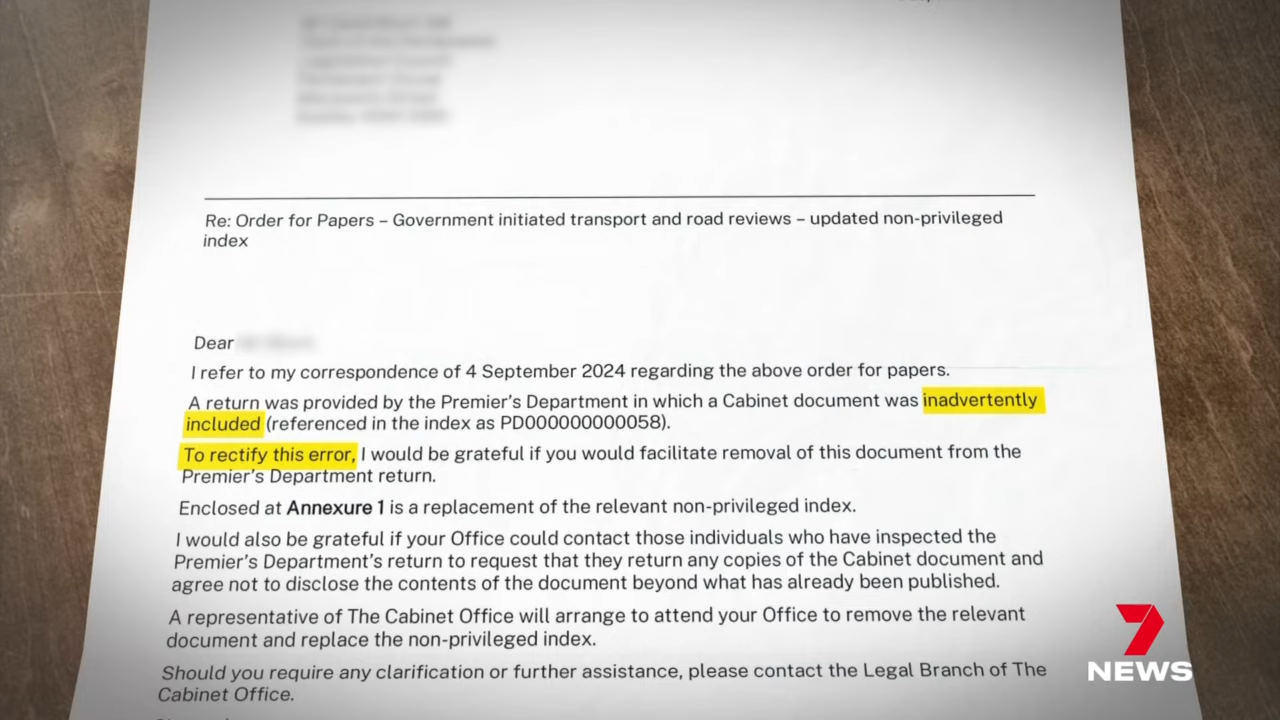 Re: Order for Papers – Government initiated transport and road reviews – updated non-privileged
index
Dear
I refer to my correspondence of 4 September 2024 regarding the above order for papers.
A return was provided by the Premier's Department in which a Cabinet document was inadvertently
included (referenced in the index as PD000000000058).
To rectify this error, I would be grateful if you would facilitate removal of this document from the
Premier's Department return.
Enclosed at Annexure 1 is a replacement of the relevant non-privileged index.
I would also be grateful if your Office could contact those individuals who have inspected the
Premier's Department's return to request that they return any copies of the Cabinet document and
agree not to disclose the contents of the document beyond what has already been published.
A representative of The Cabinet Office will arrange to attend your Office to remove the relevant
document and replace the non-privileged index.
Should you require any clarification or further assistance, please contact the Legal Branch of The
Cabinet Office.
7
NEWS